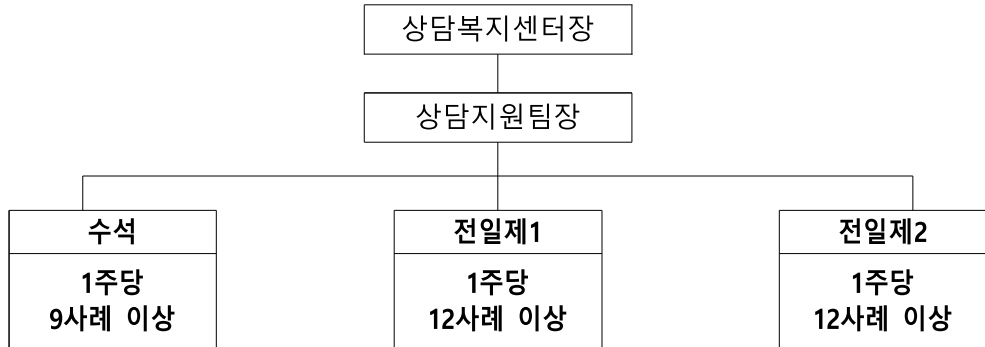 상담복지센터장
상담지원팀장
수석
1주당
9사례 이상
전일제1
1주당
12사례 이상
전일제2
1주당
12사례 이상